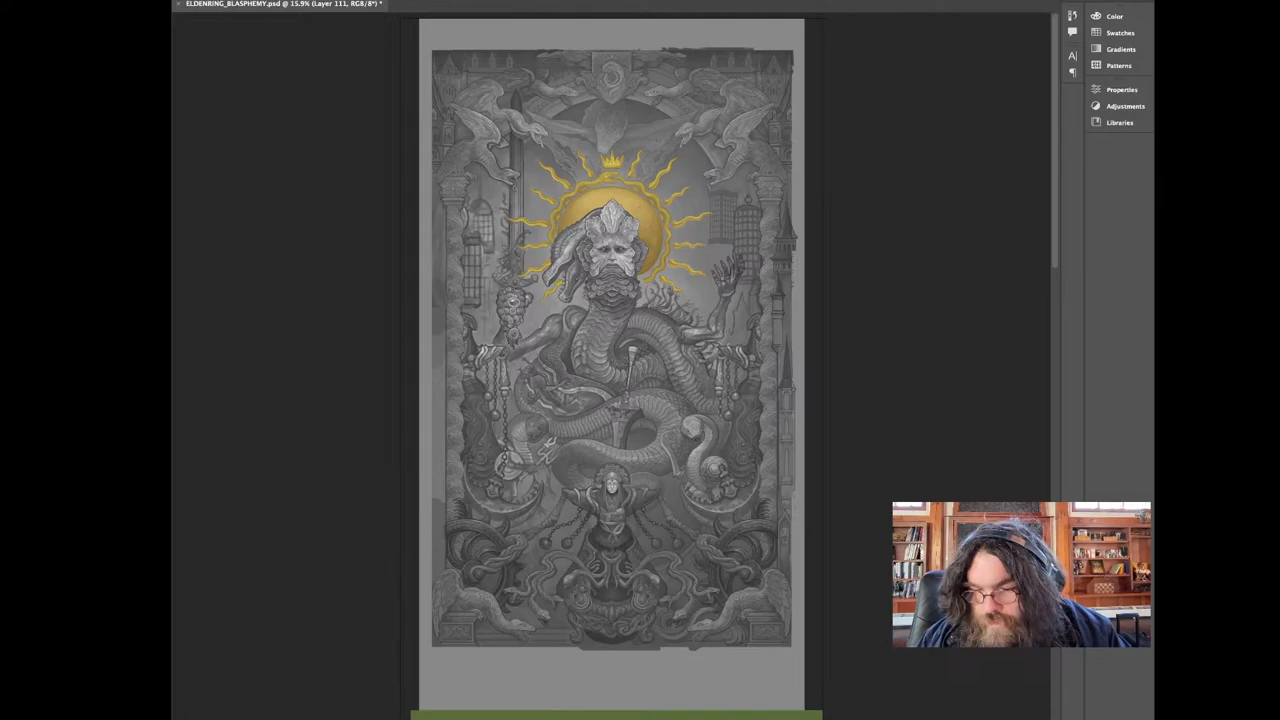 ELDENRING_BLASPHEMY.psd @ 15.9% (Layer 111, RGB/8*) *
Color
Swatches
Gradients
Patterns
Properties
Adjustments
Libraries